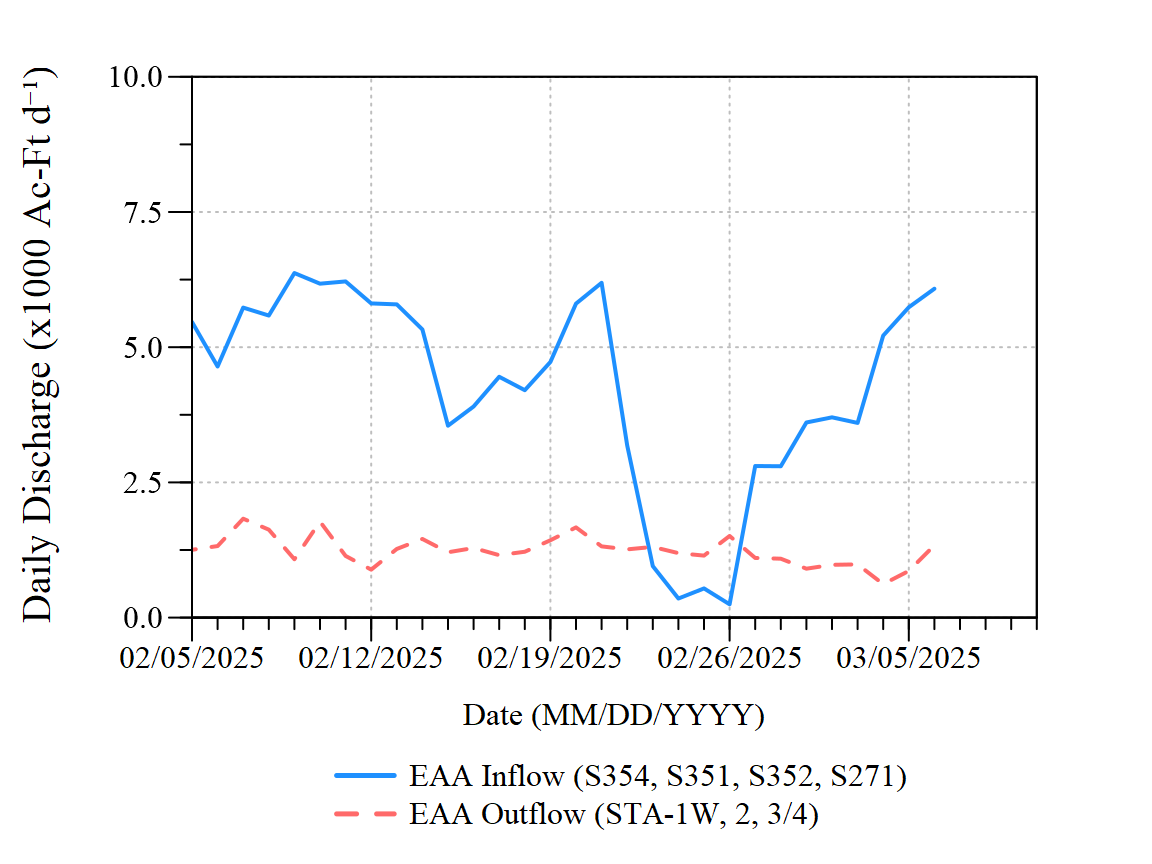 Daily Discharge (x1000 Ac-Ft d⁻¹)
10.0
7.5
5.0
2.5
0.0
02/05/2025 02/12/2025 02/19/2025 02/26/2025 03/05/2025
Date (MM/DD/YYYY)
EAA Inflow (S354, S351, S352, S271)
EAA Outflow (STA-1W, 2, 3/4)